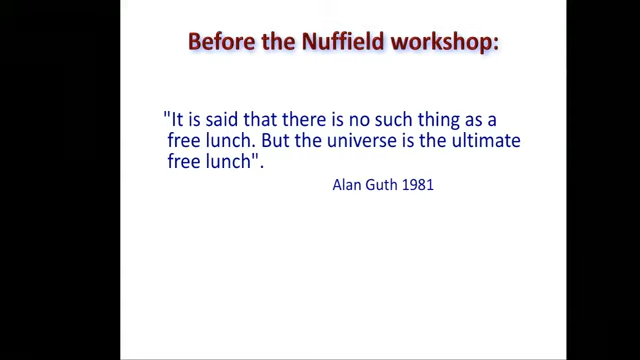 Before the Nuffield workshop:
"It is said that there is no such thing as a
free lunch. But the universe is the ultimate
free lunch".
Alan Guth 1981